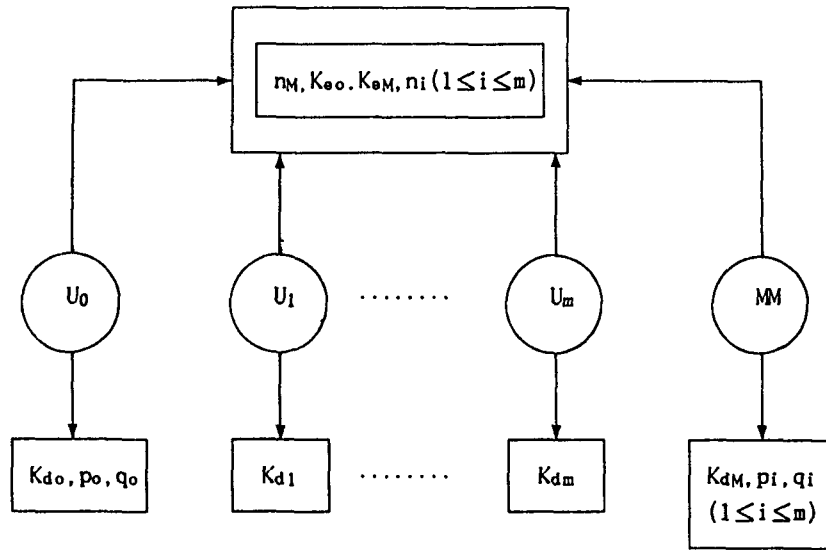 n_M, K_eo. K_eM, n_i (1≤i≤m)
U_0
U_1
........
U_m
MM
K_do, p_o, q_o
K_d1
........
K_dm
K_dM, p_i, q_i
(1≤i≤m)